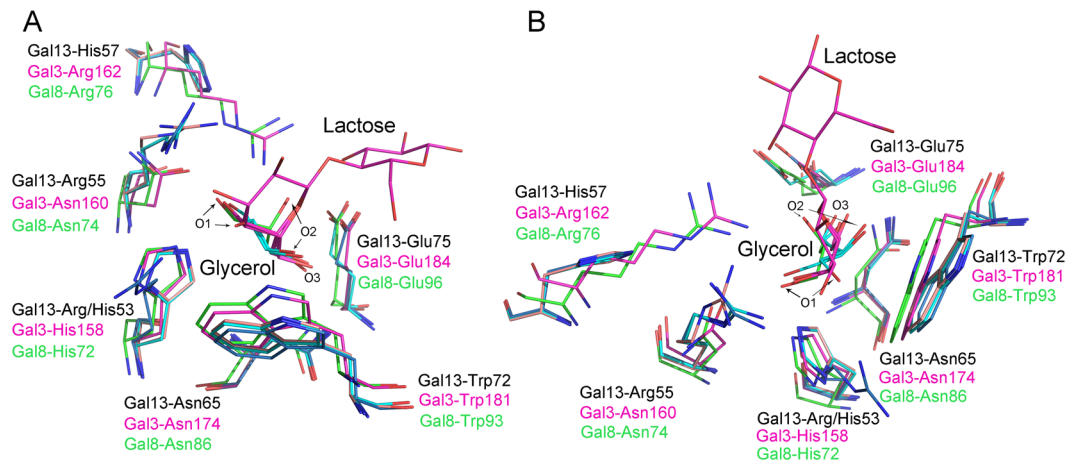 A
Gal13-His57
Gal3-Arg162
Gal8-Arg76
Lactose
Gal13-Arg55
Gal3-Asn160
Gal8-Asn74
O1
O2
O3
Glycerol
Gal13-Glu75
Gal3-Glu184
Gal8-Glu96
Gal13-Arg/His53
Gal3-His158
Gal8-His72
Gal13-Asn65
Gal3-Asn174
Gal8-Asn86
Gal13-Trp72
Gal3-Trp181
Gal8-Trp93
B
Lactose
Gal13-Glu75
Gal3-Glu184
Gal8-Glu96
Gal13-His57
Gal3-Arg162
Gal8-Arg76
O2
O3
Glycerol
O1
Gal13-Trp72
Gal3-Trp181
Gal8-Trp93
Gal13-Arg55
Gal3-Asn160
Gal8-Asn74
Gal13-Asn65
Gal3-Asn174
Gal8-Asn86
Gal13-Arg/His53
Gal3-His158
Gal8-His72